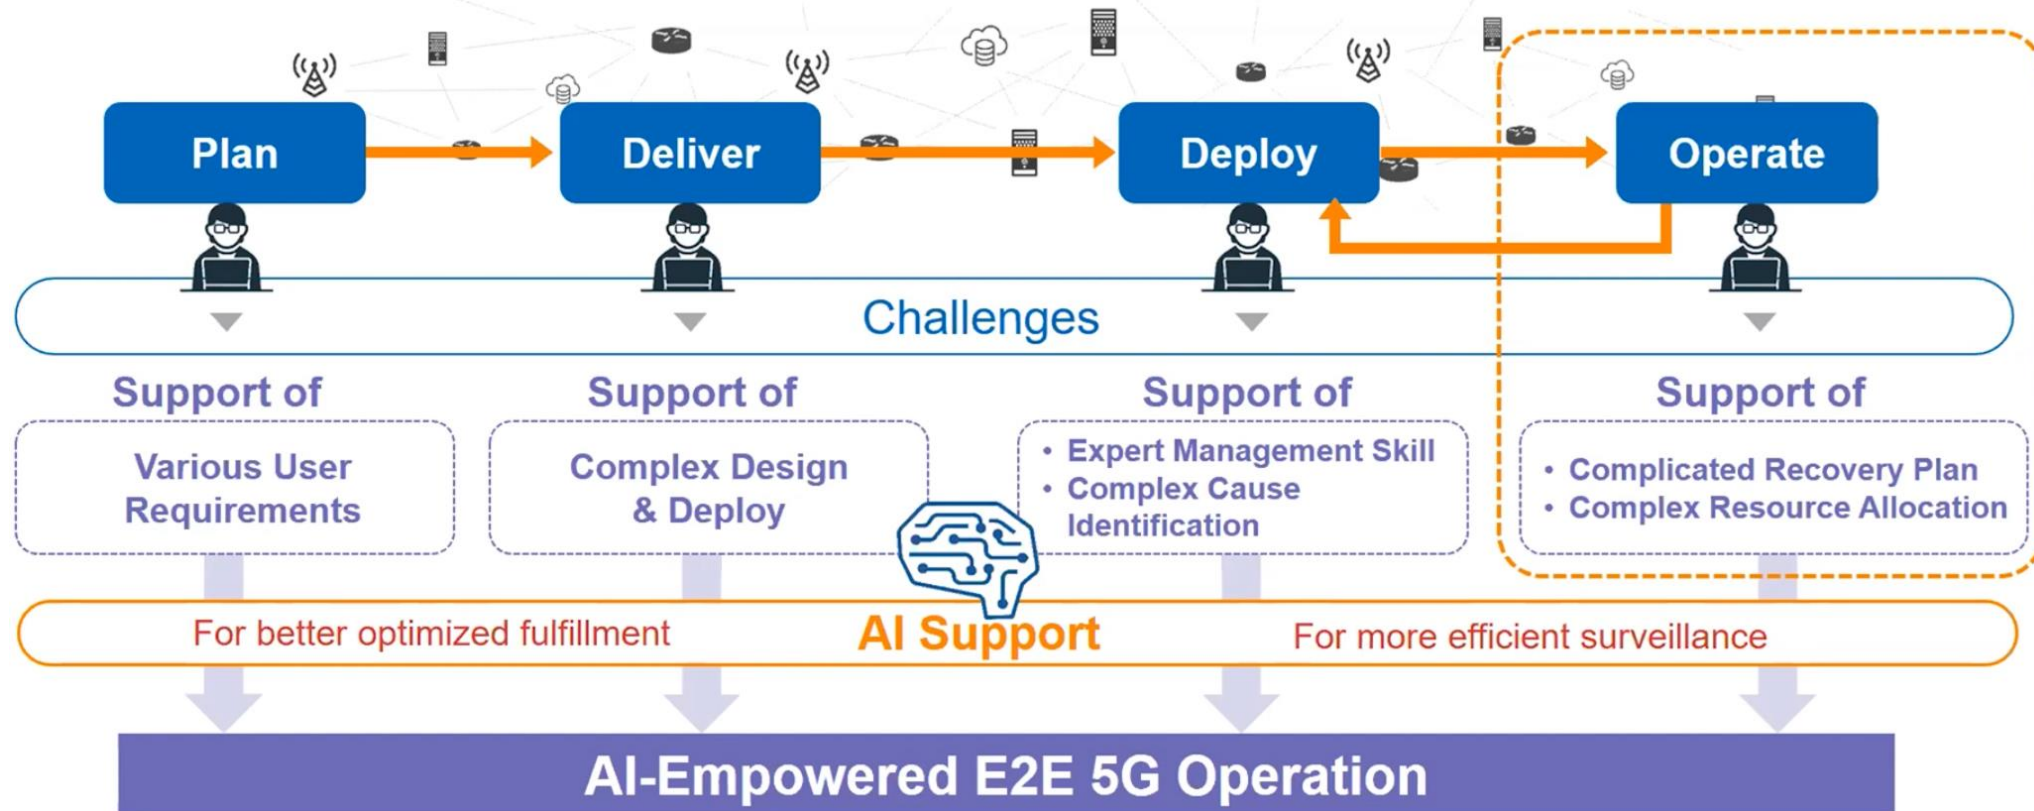 Plan
Deliver
Deploy
Operate
Challenges
Support of
Various User
Requirements
Support of
Complex Design
& Deploy
Support of
• Expert Management Skill
• Complex Cause
Identification
Support of
• Complicated Recovery Plan
• Complex Resource Allocation
For better optimized fulfillment
AI Support
For more efficient surveillance
AI-Empowered E2E 5G Operation